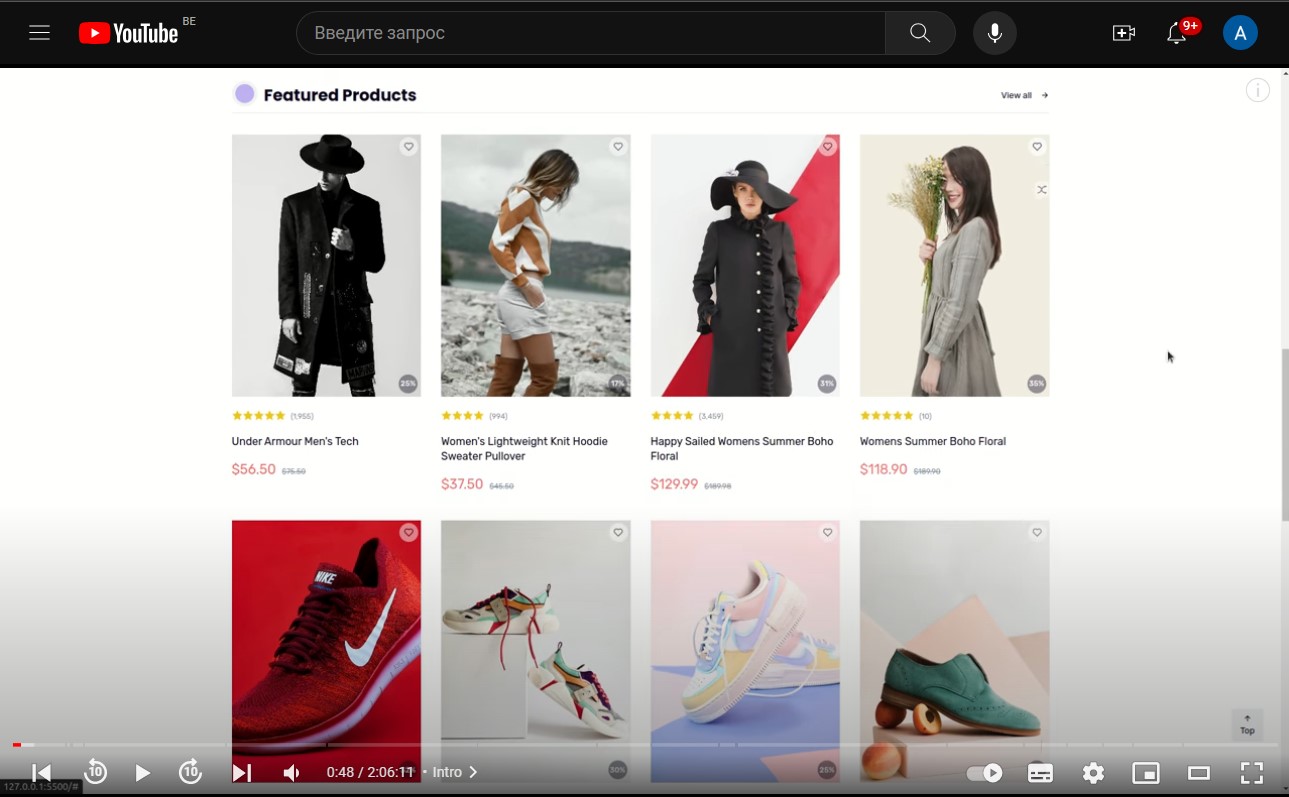 YouTube BE
Введите запрос
9+
A
Featured Products
View all
25%
17%
31%
35%
(1,955)
(994)
(3,459)
(10)
Under Armour Men's Tech
Women's Lightweight Knit Hoodie
Sweater Pullover
Happy Sailed Womens Summer Boho
Floral
Womens Summer Boho Floral
$56.50 $75.50
$37.50 $45.50
$129.99 $189.98
$118.90 $189.90
NIKE
Top
30%
25%
10
10
0:48 / 2:06:11 • Intro
127.0.0.1:5500/#